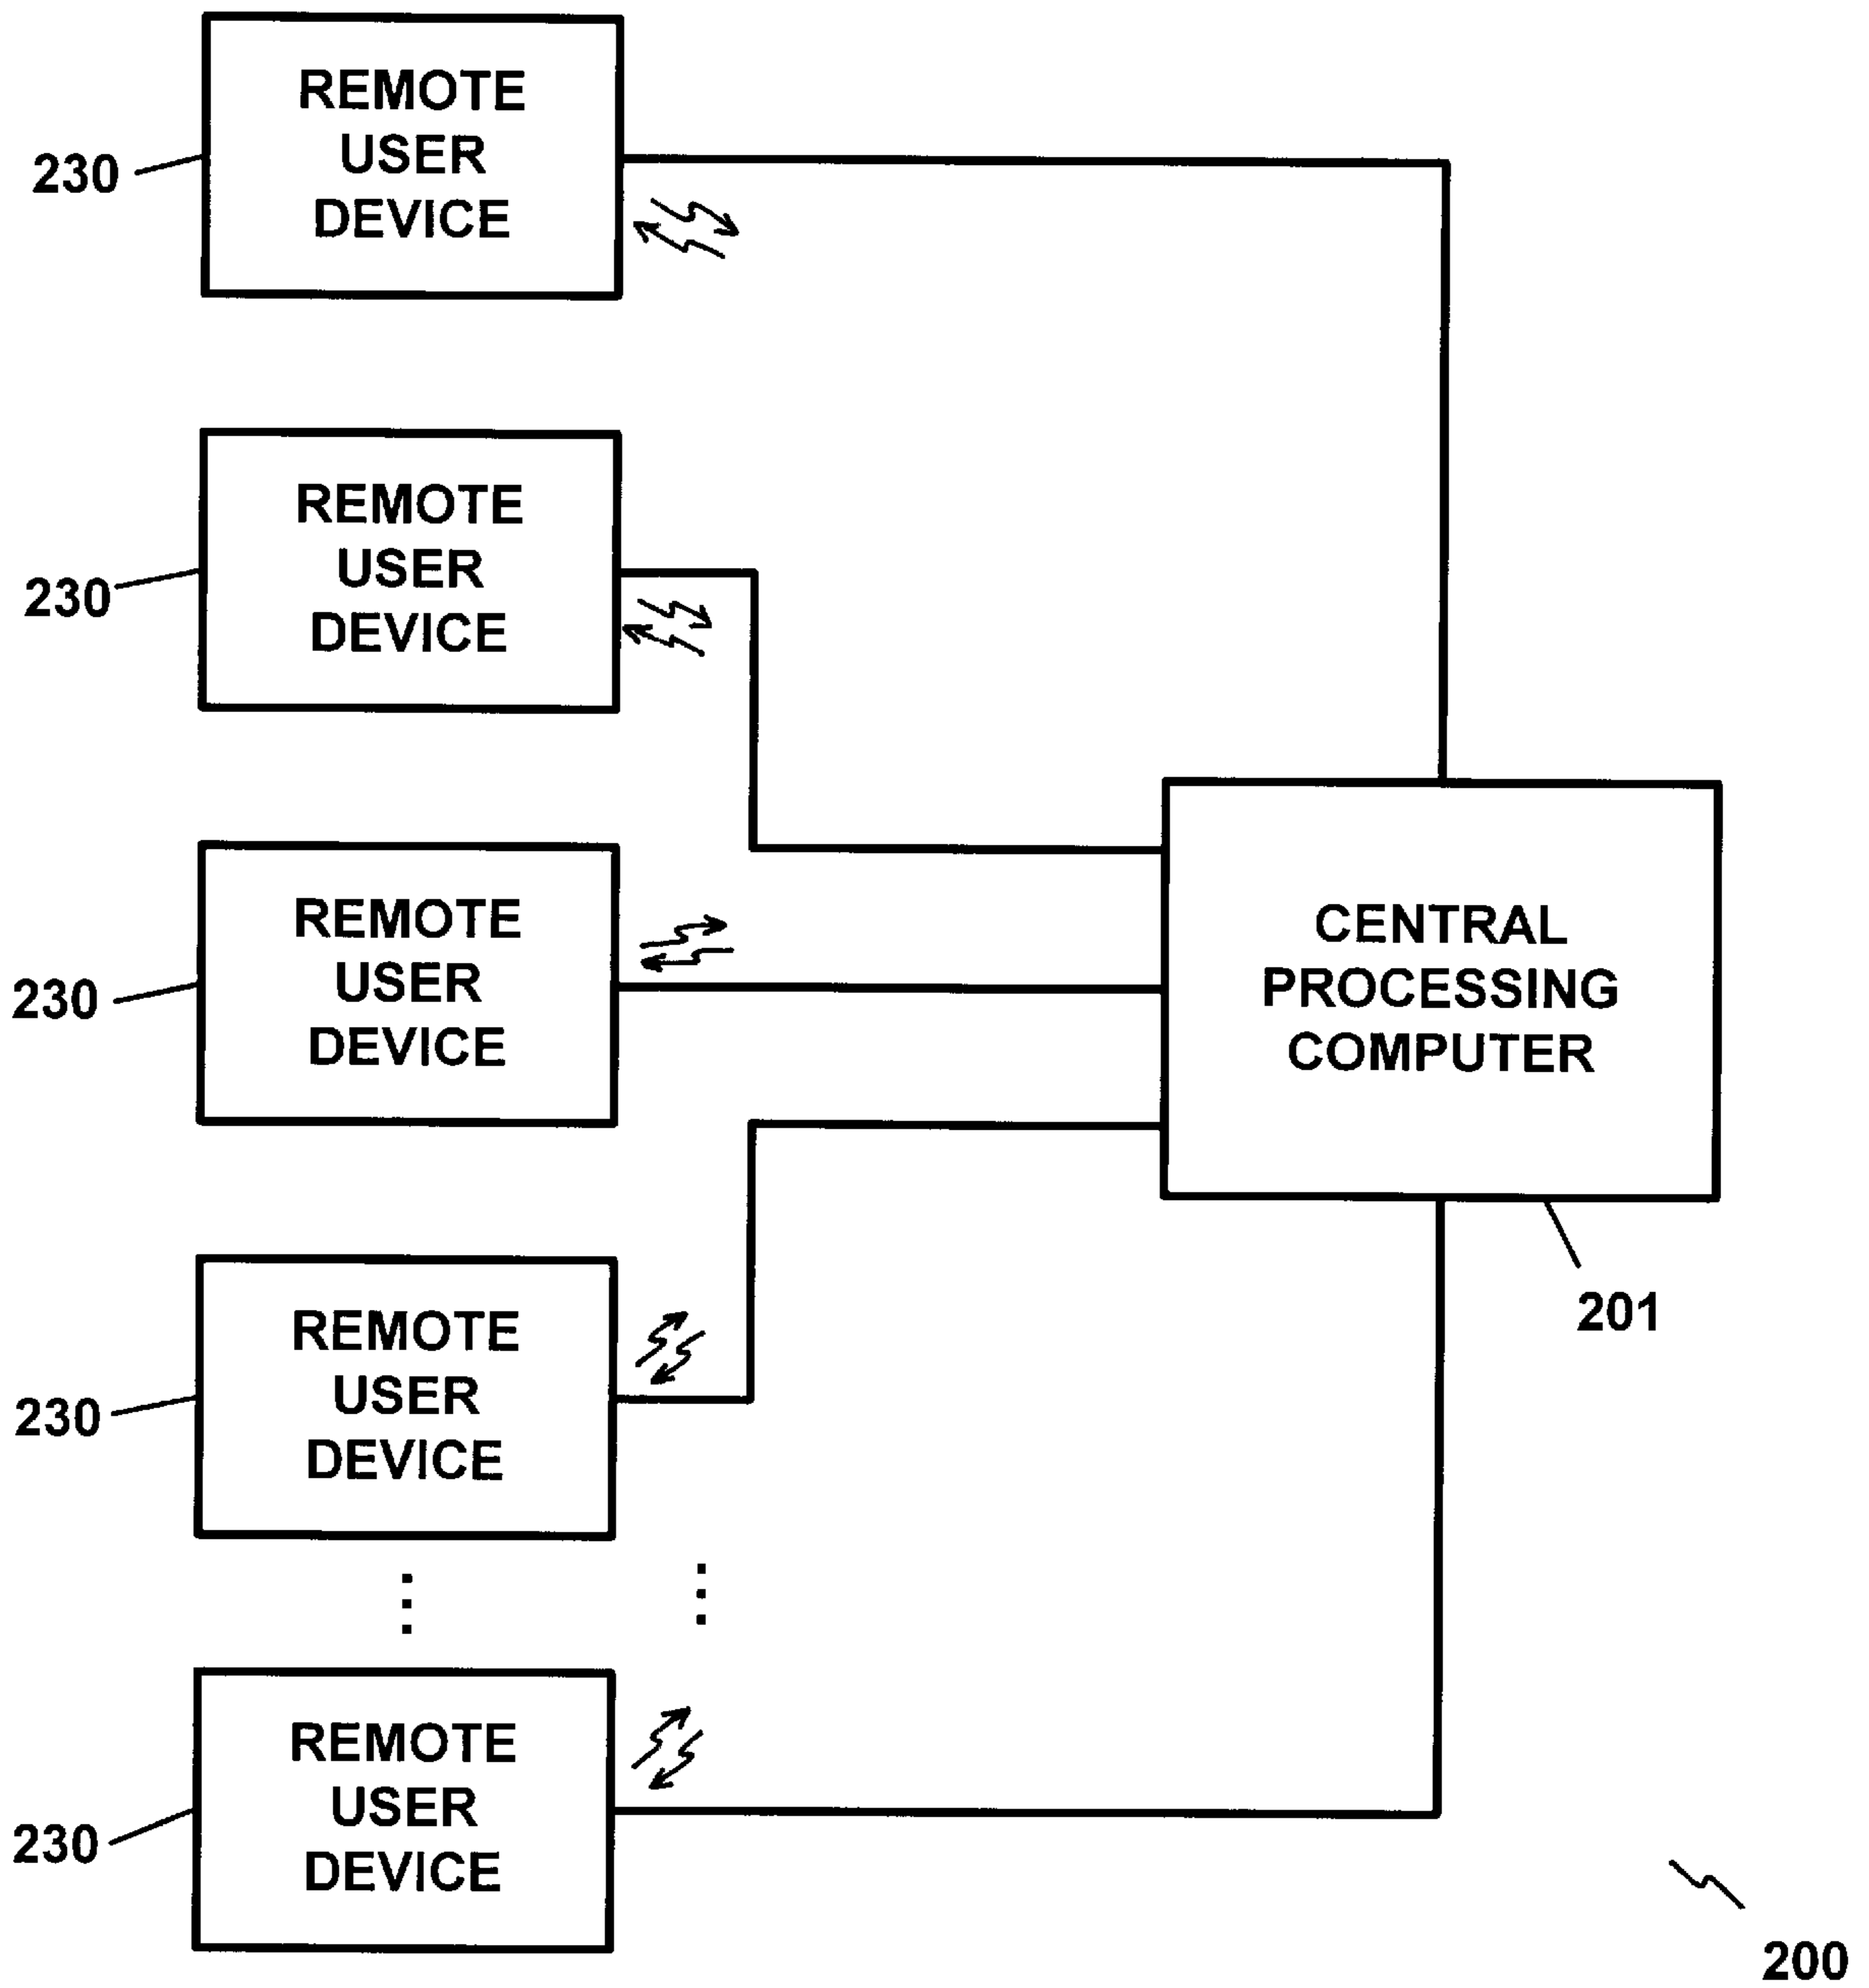 REMOTE
USER
DEVICE
230
REMOTE
USER
DEVICE
230
REMOTE
USER
DEVICE
230
CENTRAL
PROCESSING
COMPUTER
201
REMOTE
USER
DEVICE
230
REMOTE
USER
DEVICE
230
200